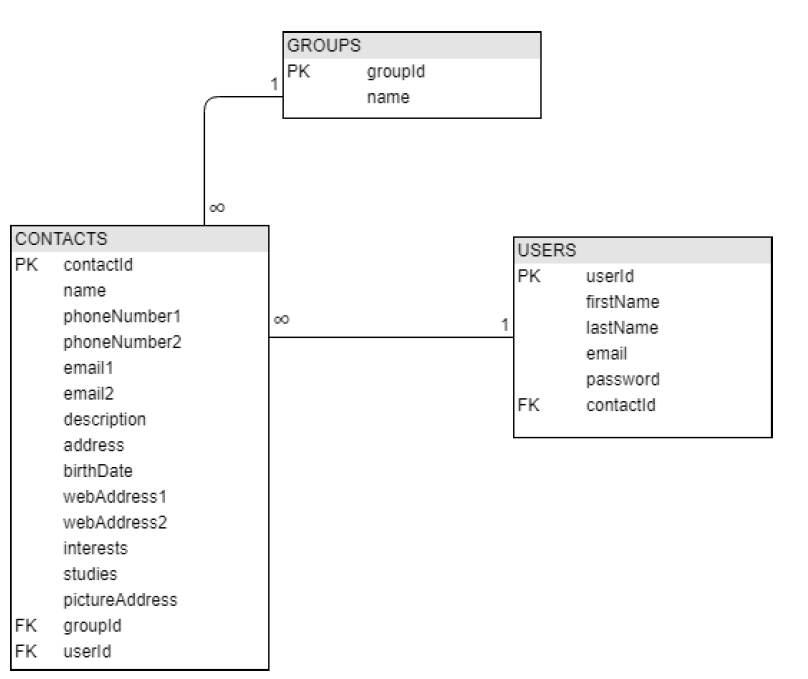 GROUPS
PK groupId
name
1
∞
CONTACTS
PK contactId
name
phoneNumber1
phoneNumber2
email1
email2
description
address
birthDate
webAddress1
webAddress2
interests
studies
pictureAddress
FK groupId
FK userId
∞
1
USERS
PK userId
firstName
lastName
email
password
FK contactId